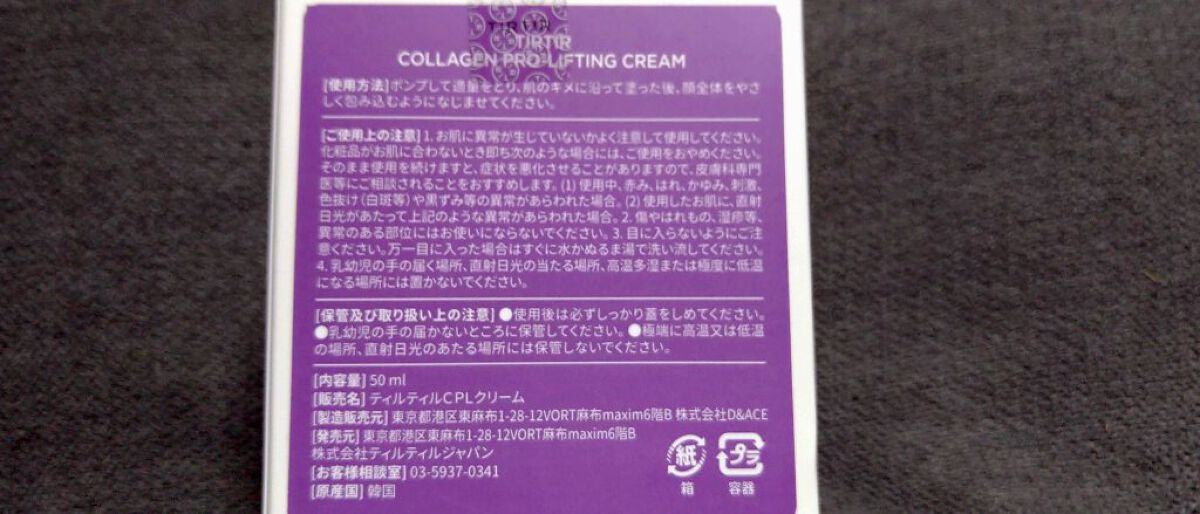 TIRTIR
TIRTIR
COLLAGEN PRO-LIFTING CREAM
[使用方法]ポンプして適量をとり、肌のキメに沿って塗った後、顔全体をやさ
しく包み込むようになじませてください。
[ご使用上の注意] 1. お肌に異常が生じていないかよく注意して使用してください。
化粧品がお肌に合わないとき即ち次のような場合には、ご使用をおやめください。
そのまま使用を続けますと、症状を悪化させることがありますので、皮膚科専門
医等にご相談されることをおすすめします。(1) 使用中、赤み、はれ、かゆみ、刺激、
色抜け(白斑等)や黒ずみ等の異常があらわれた場合。(2) 使用したお肌に、直射
日光があたって上記のような異常があらわれた場合。2. 傷やはれもの、湿疹等、
異常のある部位にはお使いにならないでください。3. 目に入らないようにご注
意ください。万一目に入った場合はすぐに水かぬるま湯で洗い流してください。
4. 乳幼児の手の届く場所、直射日光の当たる場所、高温多湿または極度に低温
になる場所には置かないでください。
[保管及び取り扱い上の注意] ●使用後は必ずしっかり蓋をしめてください。
●乳幼児の手の届かないところに保管してください。●極端に高温又は低温
の場所、直射日光のあたる場所には保管しないでください。
[内容量] 50 ml
[販売名] ティルティルCPLクリーム
[製造販売元] 東京都港区東麻布1-28-12VORT麻布maxim6階B 株式会社D&ACE
[発売元] 東京都港区東麻布1-28-12VORT麻布maxim6階B
株式会社ティルティルジャパン
[お客様相談室] 03-5937-0341
[原産国] 韓国
紙 プラ
箱 容器